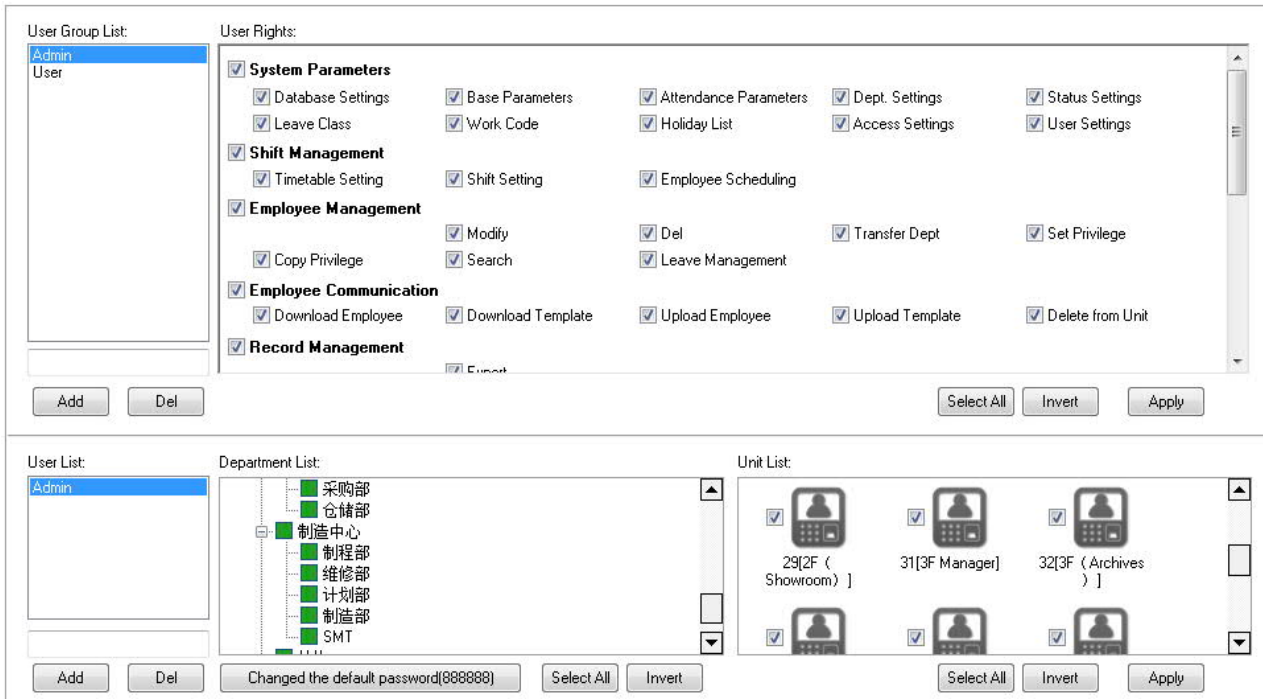 User Group List:
User Rights:
Admin
User
System Parameters
Database Settings Base Parameters Attendance Parameters Dept. Settings Status Settings
Leave Class Work Code Holiday List Access Settings User Settings
Shift Management
Timetable Setting Shift Setting Employee Scheduling
Employee Management
Modify Del Transfer Dept Set Privilege
Copy Privilege Search Leave Management
Employee Communication
Download Employee Download Template Upload Employee Upload Template Delete from Unit
Record Management
Export
Add Del Select All Invert Apply
User List:
Department List:
Unit List:
Admin
采购部
仓储部
制造中心
制程部
维修部
计划部
制造部
SMT
29[2F (
Showroom) ]
31[3F Manager]
32[3F (Archives
) ]
Add Del Changed the default password(888888) Select All Invert Select All Invert Apply